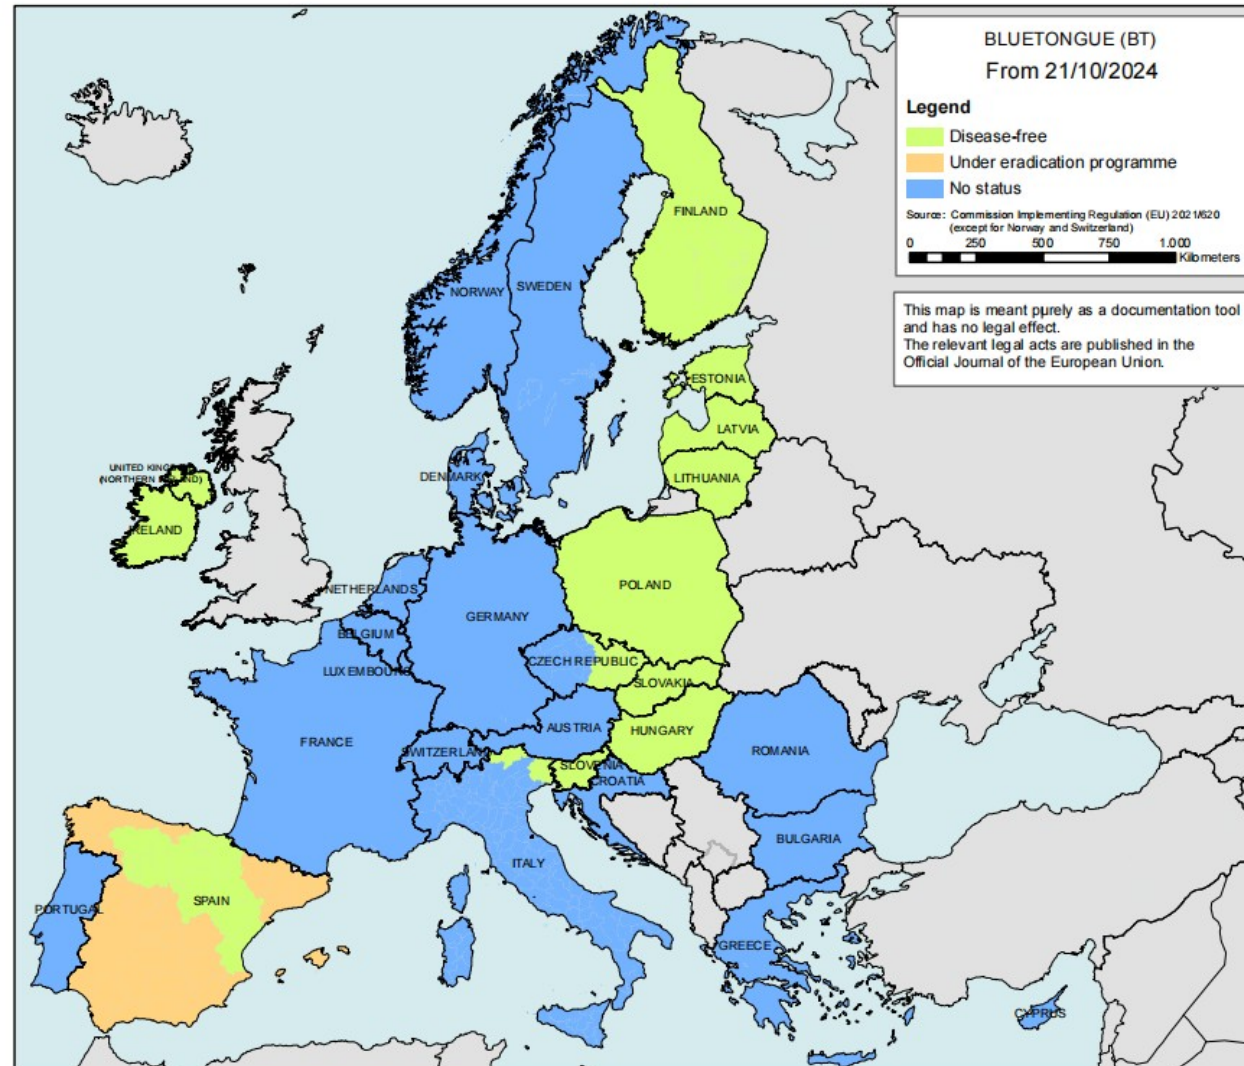 BLUETONGUE (BT)
From 21/10/2024
Legend
Disease-free
Under eradication programme
No status
Source: Commission Implementing Regulation (EU) 2021/620
(except for Norway and Switzerland)
0 250 500 750 1.000
Kilometers
This map is meant purely as a documentation tool
and has no legal effect.
The relevant legal acts are published in the
Official Journal of the European Union.
FINLAND
NORWAY
SWEDEN
ESTONIA
LATVIA
LITHUANIA
DENMARK
UNITED KINGDOM
(NORTHERN IRELAND)
IRELAND
NETHERLANDS
POLAND
GERMANY
BELGIUM
LUXEMBOURG
CZECH REPUBLIC
SLOVAKIA
AUSTRIA
HUNGARY
FRANCE
SWITZERLAND
SLOVENIA
CROATIA
ROMANIA
BULGARIA
ITALY
SPAIN
PORTUGAL
GREECE
CYPRUS